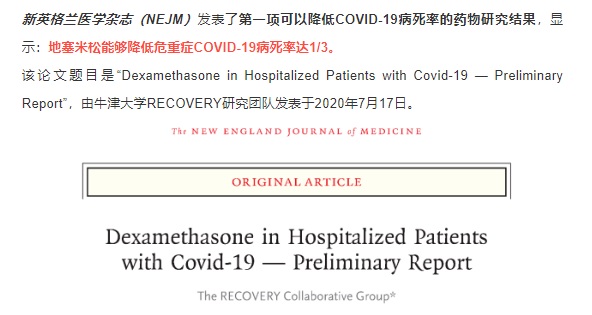 新英格兰医学杂志（NEJM）发表了第一项可以降低COVID-19病死率的药物研究结果，显
示：地塞米松能够降低危重症COVID-19病死率达1/3。
该论文题目是“Dexamethasone in Hospitalized Patients with Covid-19 — Preliminary
Report”，由牛津大学RECOVERY研究团队发表于2020年7月17日。
The NEW ENGLAND JOURNAL of MEDICINE
ORIGINAL ARTICLE
Dexamethasone in Hospitalized Patients
with Covid-19 — Preliminary Report
The RECOVERY Collaborative Group*